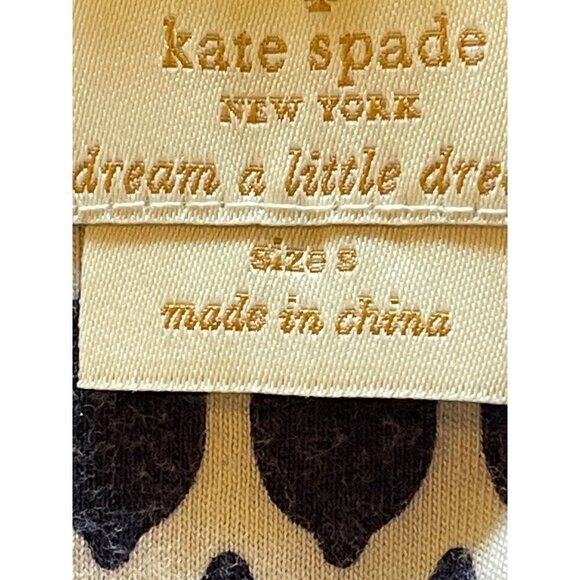 kate spade
NEW YORK
dream a little dre
size s
made in china